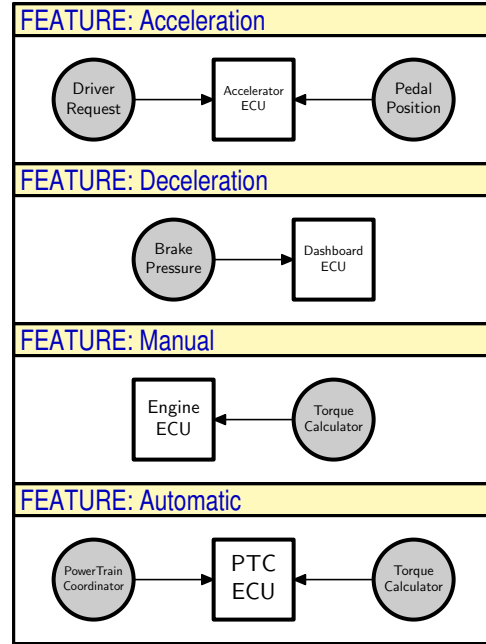 FEATURE: Acceleration
Driver
Request
Accelerator
ECU
Pedal
Position
FEATURE: Deceleration
Brake
Pressure
Dashboard
ECU
FEATURE: Manual
Engine
ECU
Torque
Calculator
FEATURE: Automatic
PowerTrain
Coordinator
PTC
ECU
Torque
Calculator